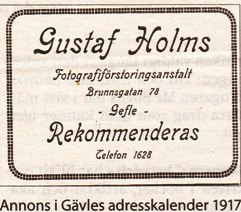 Gustaf Holms
Fotografiförstoringsanstalt
Brunnsgatan 78
Gefle
Rekommenderas
Telefon 1628
Annons i Gävles adresskalender 1917